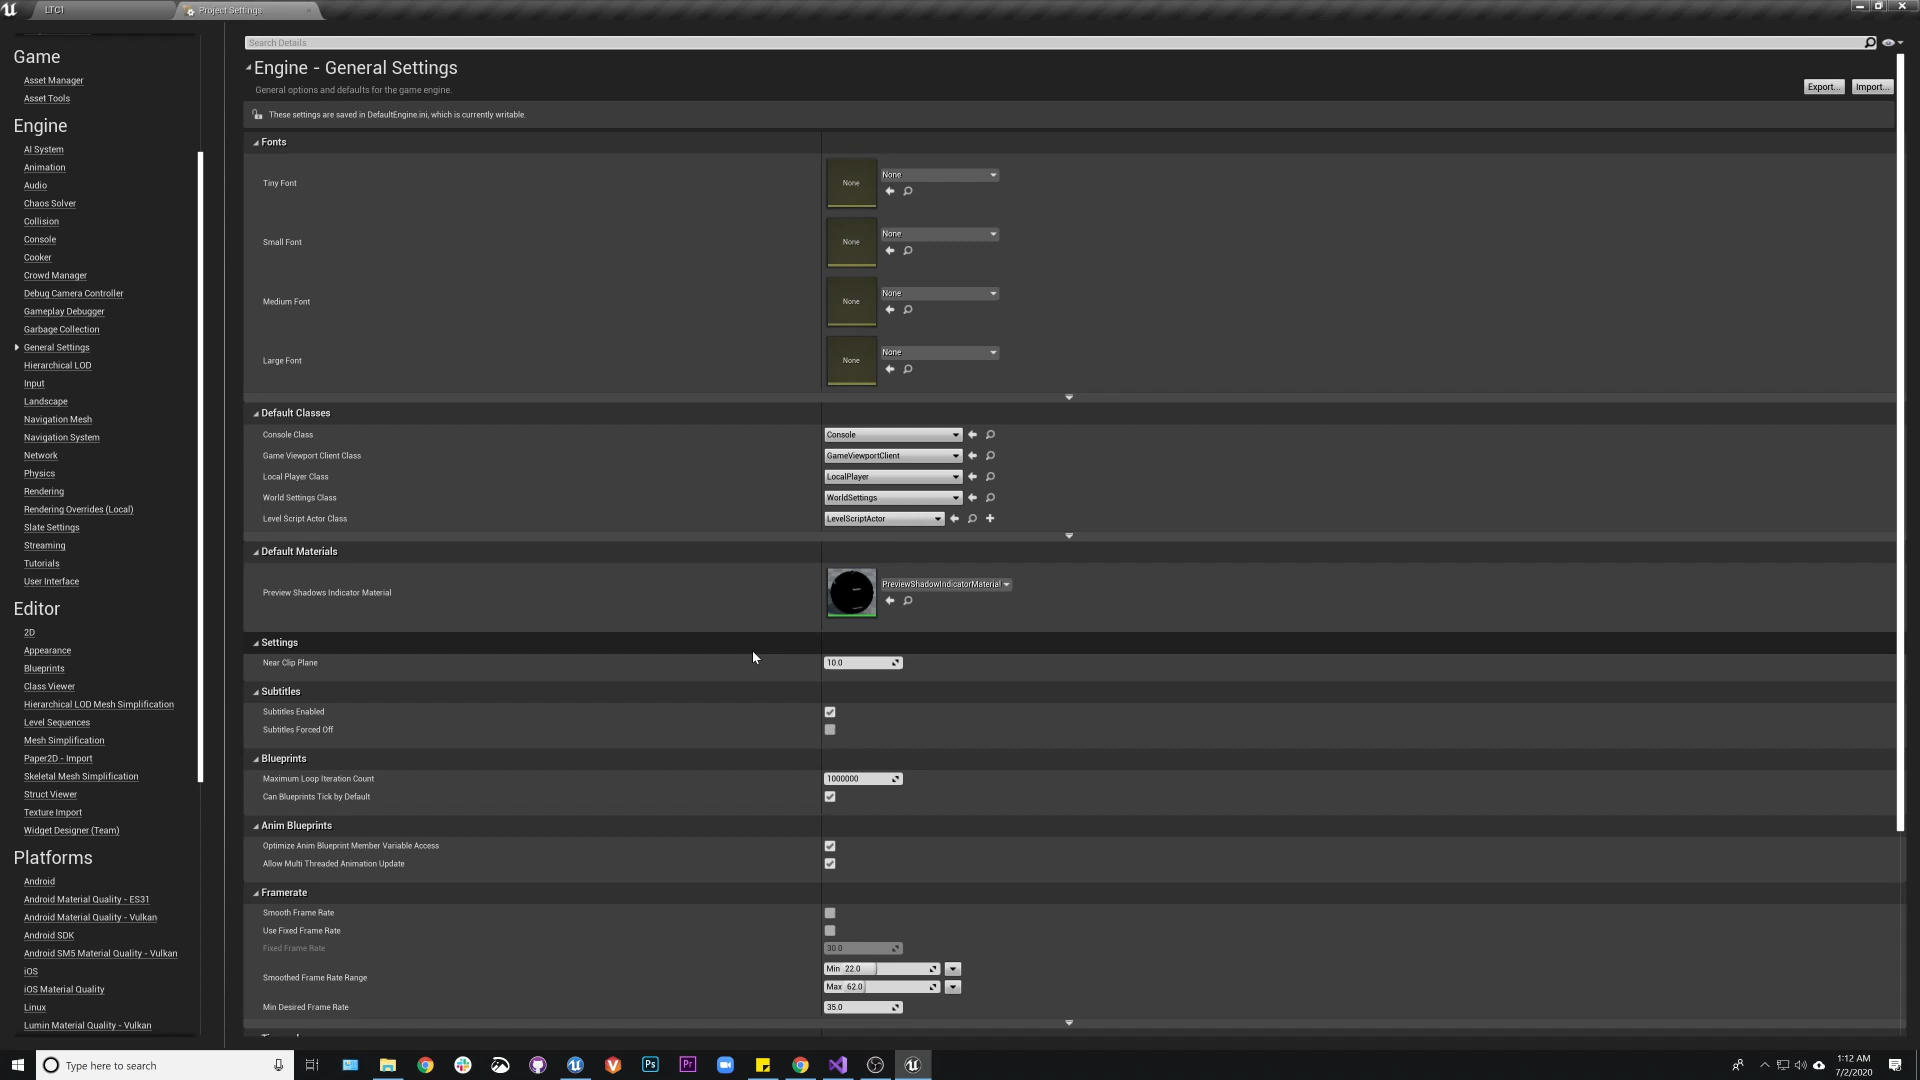 LTC1
Project Settings
Search Details
Game
Asset Manager
Asset Tools
Engine
AI System
Animation
Audio
Chaos Solver
Collision
Console
Cooker
Crowd Manager
Debug Camera Controller
Gameplay Debugger
Garbage Collection
General Settings
Hierarchical LOD
Input
Landscape
Navigation Mesh
Navigation System
Network
Physics
Rendering
Rendering Overrides (Local)
Slate Settings
Streaming
Tutorials
User Interface
Editor
2D
Appearance
Blueprints
Class Viewer
Hierarchical LOD Mesh Simplification
Level Sequences
Mesh Simplification
Paper2D - Import
Skeletal Mesh Simplification
Struct Viewer
Texture Import
Widget Designer (Team)
Platforms
Android
Android Material Quality - ES31
Android Material Quality - Vulkan
Android SDK
Android SM5 Material Quality - Vulkan
iOS
iOS Material Quality
Linux
Lumin Material Quality - Vulkan
Engine - General Settings
General options and defaults for the game engine.
Export...
Import...
These settings are saved in DefaultEngine.ini, which is currently writable.
Fonts
Tiny Font
None
None
Small Font
None
None
Medium Font
None
None
Large Font
None
None
Default Classes
Console Class
Console
Game Viewport Client Class
GameViewportClient
Local Player Class
LocalPlayer
World Settings Class
WorldSettings
Level Script Actor Class
LevelScriptActor
Default Materials
Preview Shadows Indicator Material
PreviewShadowIndicatorMaterial
Settings
Near Clip Plane
10.0
Subtitles
Subtitles Enabled
Subtitles Forced Off
Blueprints
Maximum Loop Iteration Count
1000000
Can Blueprints Tick by Default
Anim Blueprints
Optimize Anim Blueprint Member Variable Access
Allow Multi Threaded Animation Update
Framerate
Smooth Frame Rate
Use Fixed Frame Rate
Fixed Frame Rate
30.0
Smoothed Frame Rate Range
Min 22.0
Max 62.0
Min Desired Frame Rate
35.0
Type here to search
Ps
Pr
1:12 AM
7/2/2020